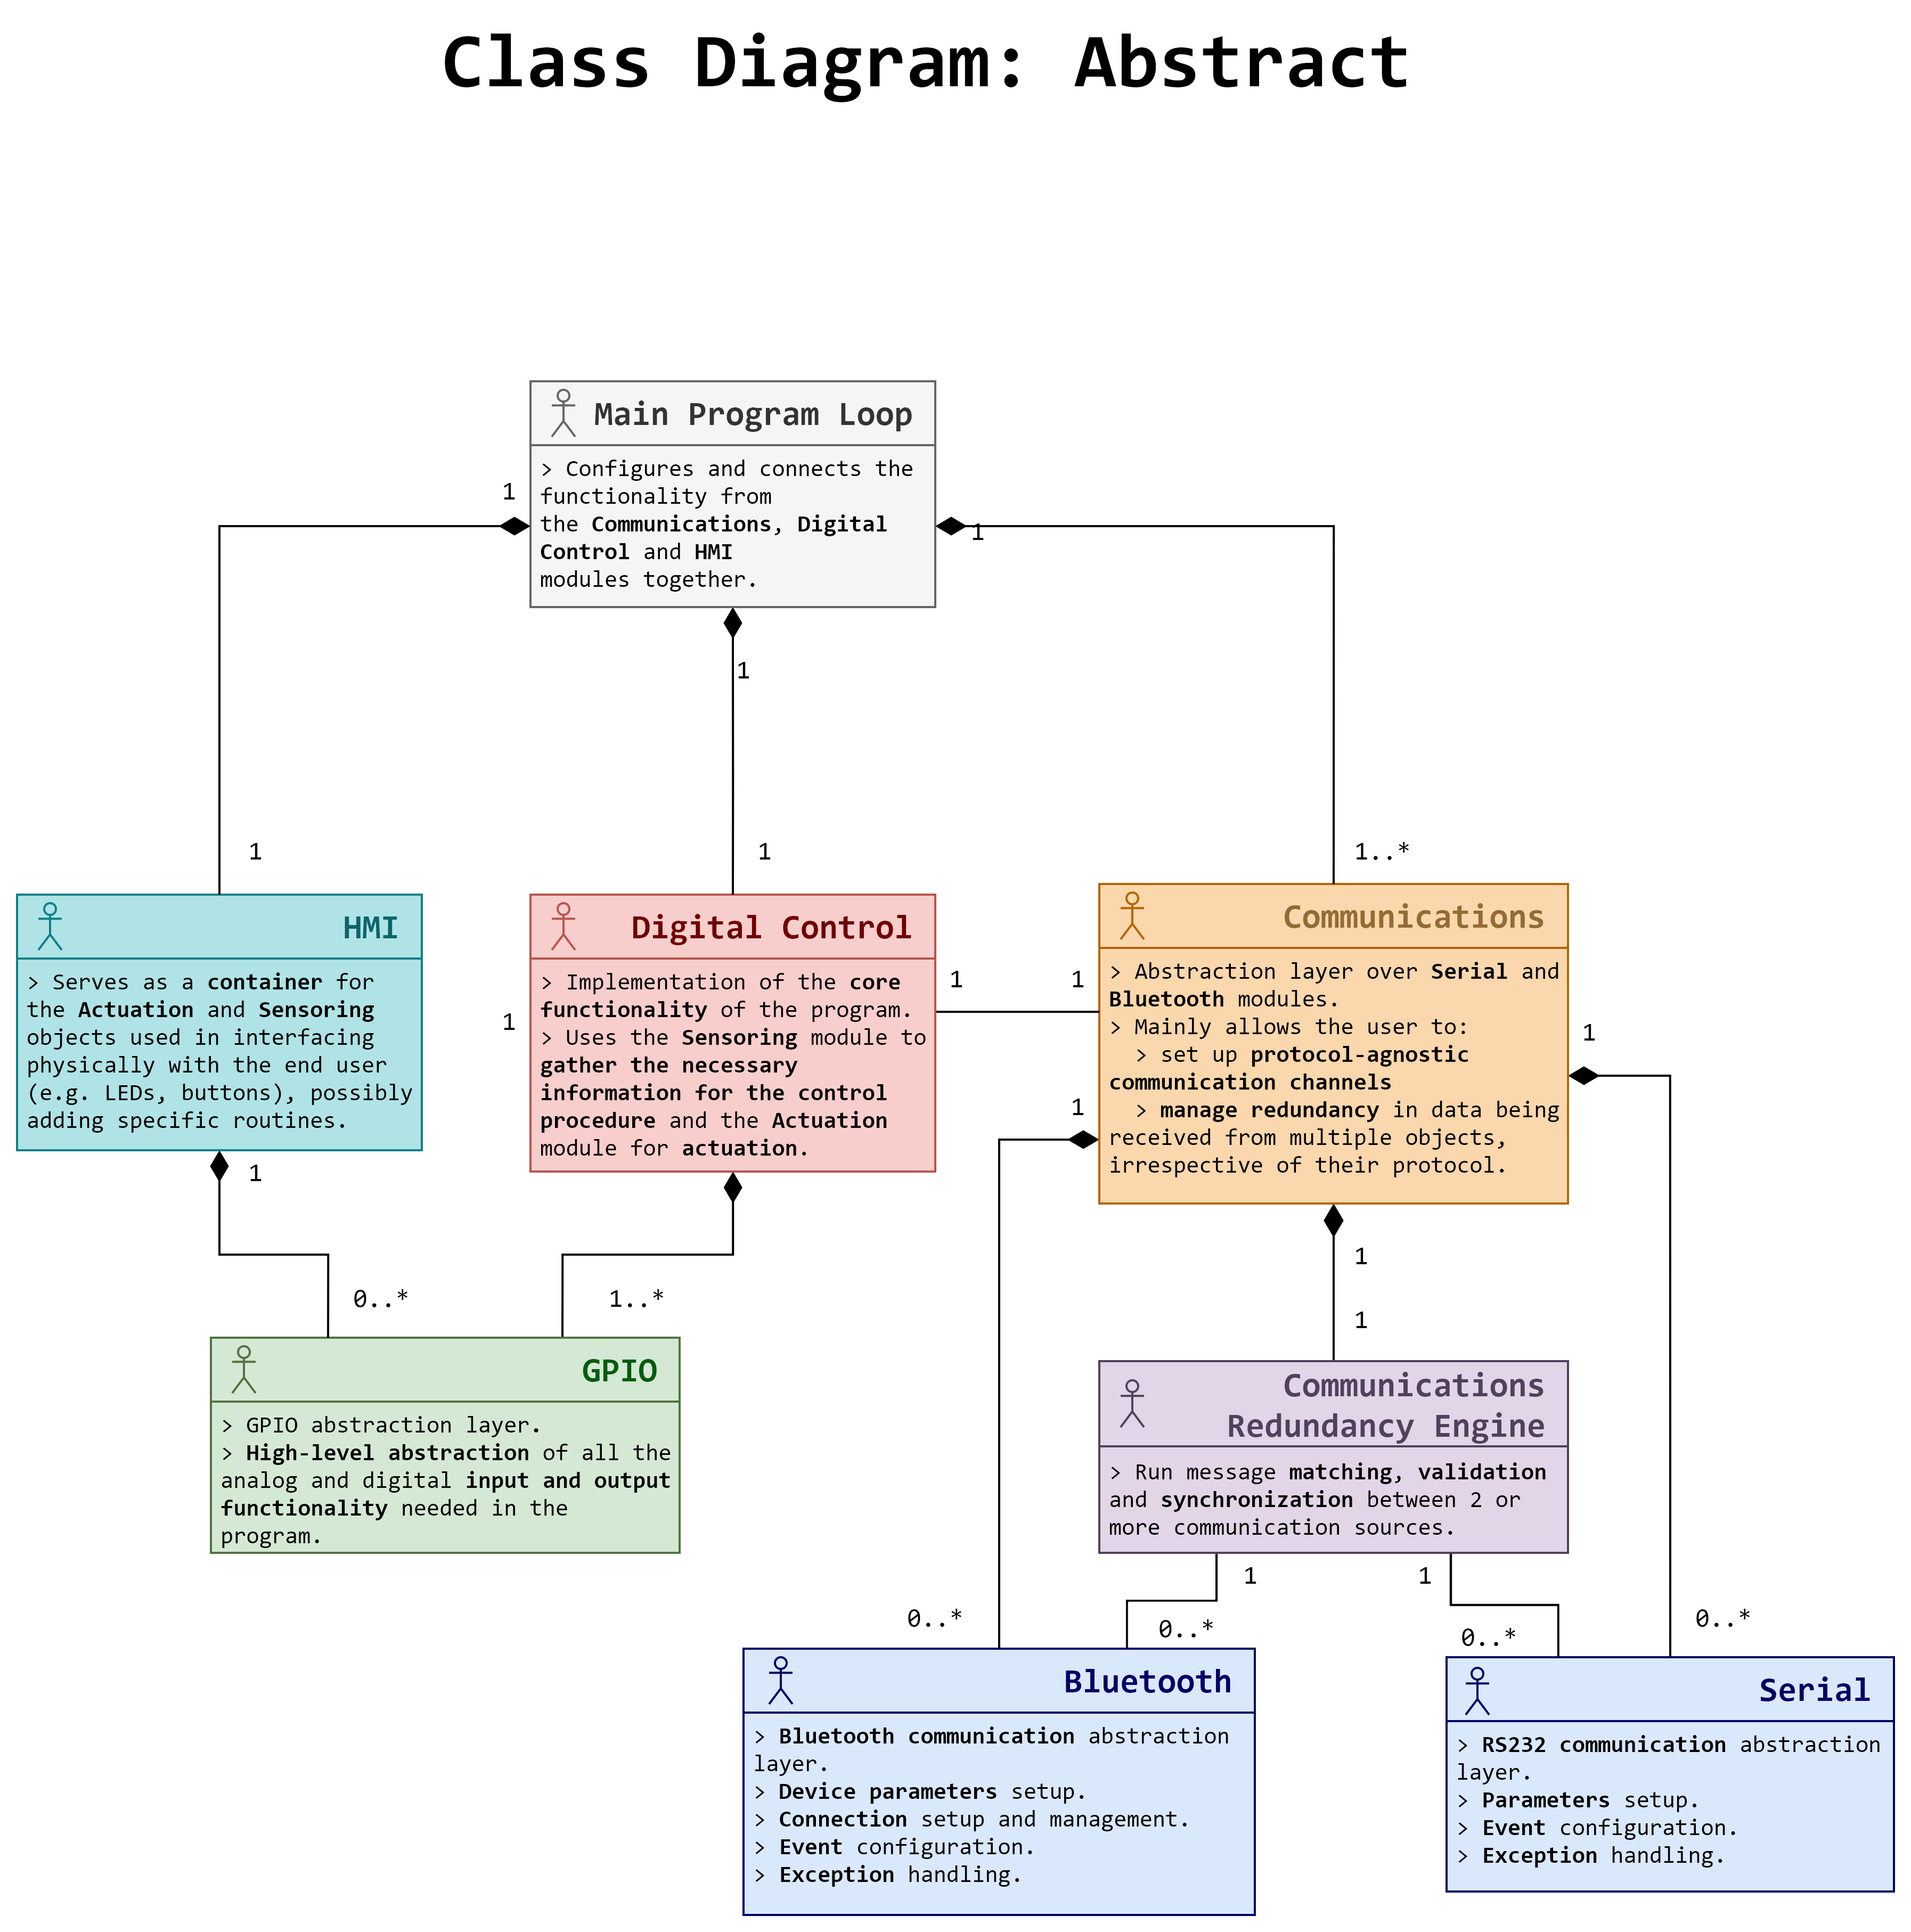 Class Diagram: Abstract
Main Program Loop
> Configures and connects the
functionality from
the Communications, Digital
Control and HMI
modules together.
1
1
1
1
1
1..*
HMI
> Serves as a container for
the Actuation and Sensoring
objects used in interfacing
physically with the end user
(e.g. LEDs, buttons), possibly
adding specific routines.
1
Digital Control
> Implementation of the core
functionality of the program.
> Uses the Sensoring module to
gather the necessary
information for the control
procedure and the Actuation
module for actuation.
1
1
1
Communications
> Abstraction layer over Serial and
Bluetooth modules.
> Mainly allows the user to:
> set up protocol-agnostic
communication channels
> manage redundancy in data being
received from multiple objects,
irrespective of their protocol.
1
1
1
1
0..*
1..*
GPIO
> GPIO abstraction layer.
> High-level abstraction of all the
analog and digital input and output
functionality needed in the
program.
Communications
Redundancy Engine
> Run message matching, validation
and synchronization between 2 or
more communication sources.
1
1
0..*
0..*
0..*
0..*
Bluetooth
> Bluetooth communication abstraction
layer.
> Device parameters setup.
> Connection setup and management.
> Event configuration.
> Exception handling.
Serial
> RS232 communication abstraction
layer.
> Parameters setup.
> Event configuration.
> Exception handling.